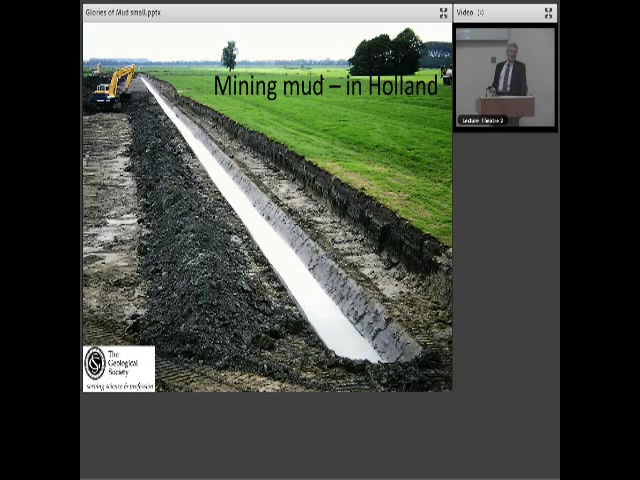 Glories of Mud small.pptx
Video
Mining mud – in Holland
Lecture Theatre 2
The
Geological
Society
serving science & profession